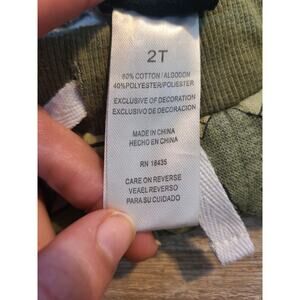 2T
60% COTTON/ALGODON
40%POLYESTER/POLIESTER
EXCLUSIVE OF DECORATION
EXCLUSIVO DE DECORACION
MADE IN CHINA
HECHO EN CHINA
RN 18435
CARE ON REVERSE
VEAEL REVERSO
PARA SU CUIDADO